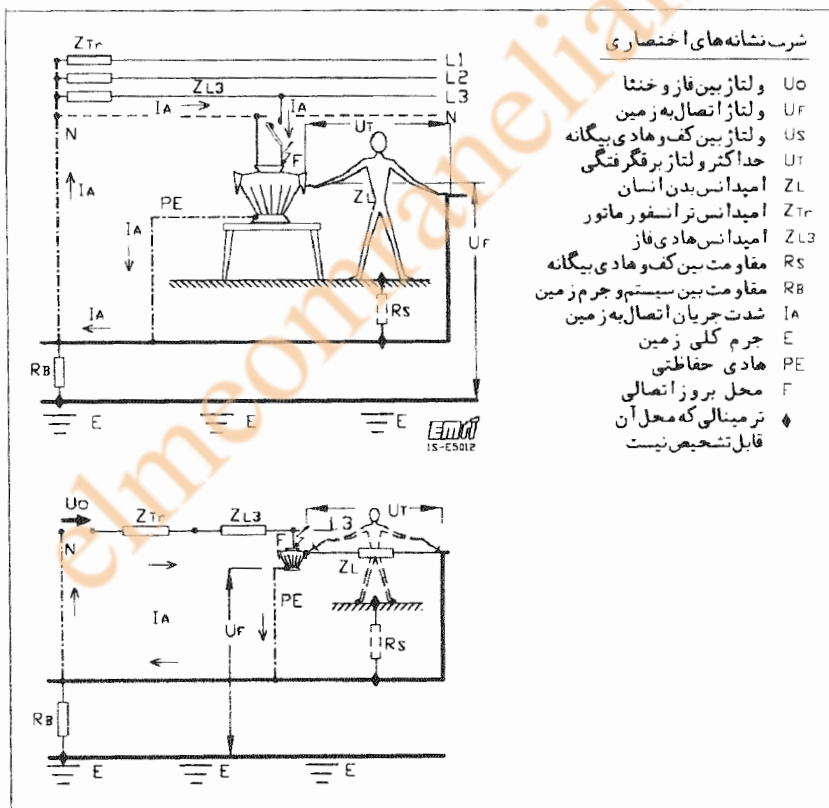 شرح نشانه‌های اختصاری
U0 ولتاژ بین فاز و خنثا
UF ولتاژ اتصال به زمین
US ولتاژ بین کف و هادی بیگانه
UT حداکثر ولتاژ برقگرفتگی
ZL امپدانس بدن انسان
ZTr امپدانس ترانسفورماتور
ZL3 امپدانس هادی فاز
RS مقاومت بین کف و هادی بیگانه
RB مقاومت بین سیستم و جرم زمین
IA شدت جریان اتصال به زمین
E جرم کلی زمین
PE هادی حفاظتی
F محل بروز اتصالی
♦ ترمینالی که محل آن
قابل تشخیص نیست
ZTr
L1
L2
ZL3 L3
IA IA N
N UT
F
ZL
IA PE
UF
IA
RS
IA
RB
E E E
EMRI
IS-E5012
U0 ZTr ZL3 L3 UT
N F
ZL
PE
IA UF
RS
RB
E E E
elmeomranelian